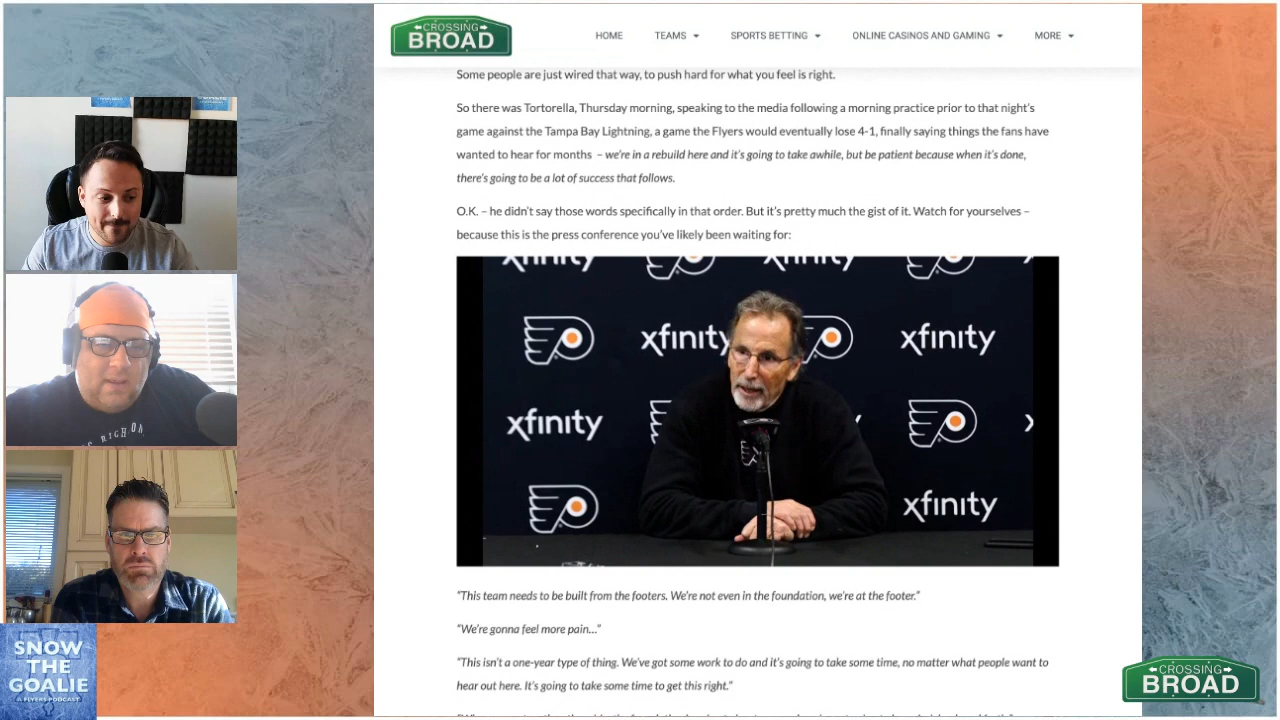 CROSSING
BROAD
HOME
TEAMS
SPORTS BETTING
ONLINE CASINOS AND GAMING
MORE
Some people are just wired that way, to push hard for what you feel is right.
So there was Tortorella, Thursday morning, speaking to the media following a morning practice prior to that night's
game against the Tampa Bay Lightning, a game the Flyers would eventually lose 4-1, finally saying things the fans have
wanted to hear for months – we're in a rebuild here and it's going to take awhile, but be patient because when it's done,
there's going to be a lot of success that follows.
O.K. – he didn't say those words specifically in that order. But it's pretty much the gist of it. Watch for yourselves –
because this is the press conference you've likely been waiting for:
xfinity
xfinity
xfinity
xfinity
xfinity
xfinity
"This team needs to be built from the footers. We're not even in the foundation, we're at the footer."
"We're gonna feel more pain…"
"This isn't a one-year type of thing. We've got some work to do and it's going to take some time, no matter what people want to
hear out here. It's going to take some time to get this right."
RIGH ON
SNOW
THE
GOALIE
A FLYERS PODCAST
CROSSING
BROAD